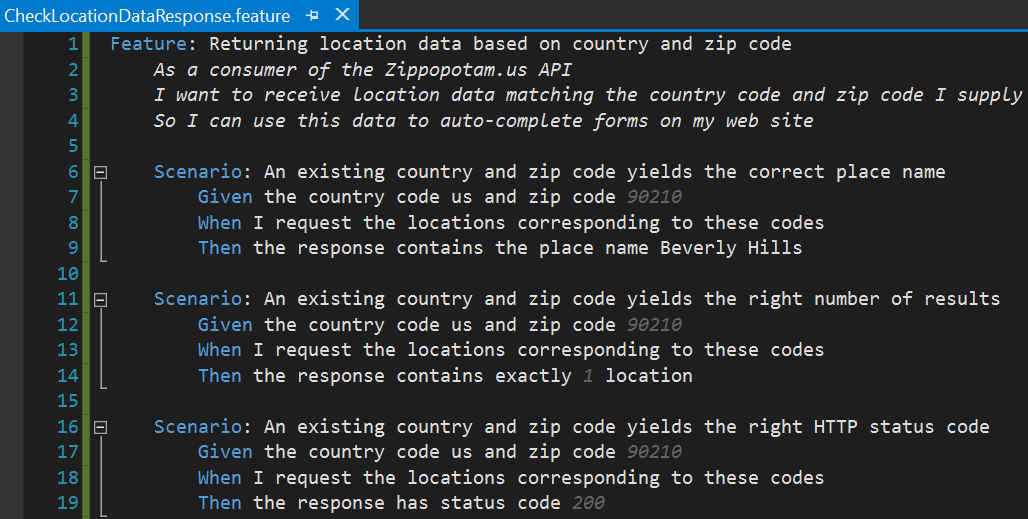 CheckLocationDataResponse.feature
1 Feature: Returning location data based on country and zip code
2 As a consumer of the Zippopotam.us API
3 I want to receive location data matching the country code and zip code I supply
4 So I can use this data to auto-complete forms on my web site
5
6 Scenario: An existing country and zip code yields the correct place name
7 Given the country code us and zip code 90210
8 When I request the locations corresponding to these codes
9 Then the response contains the place name Beverly Hills
10
11 Scenario: An existing country and zip code yields the right number of results
12 Given the country code us and zip code 90210
13 When I request the locations corresponding to these codes
14 Then the response contains exactly 1 location
15
16 Scenario: An existing country and zip code yields the right HTTP status code
17 Given the country code us and zip code 90210
18 When I request the locations corresponding to these codes
19 Then the response has status code 200